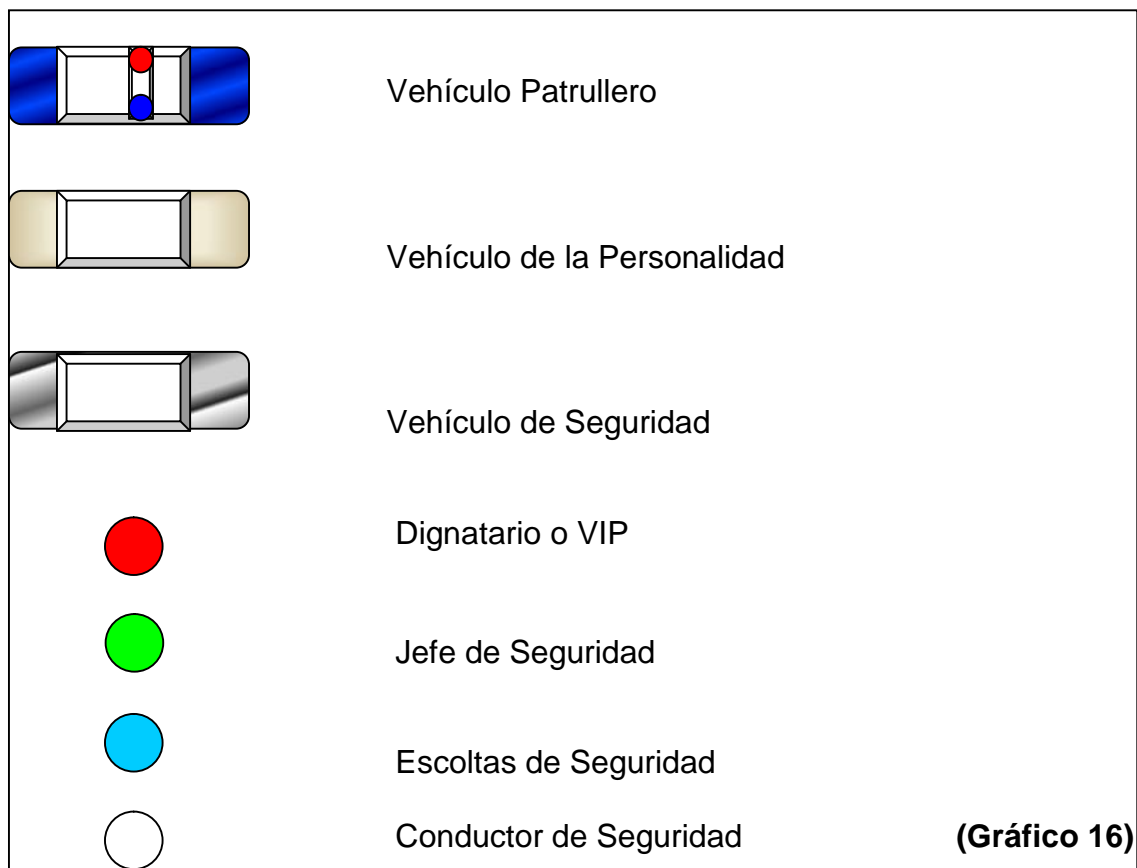 Vehículo Patrullero
Vehículo de la Personalidad
Vehículo de Seguridad
Dignatario o VIP
Jefe de Seguridad
Escoltas de Seguridad
Conductor de Seguridad (Gráfico 16)